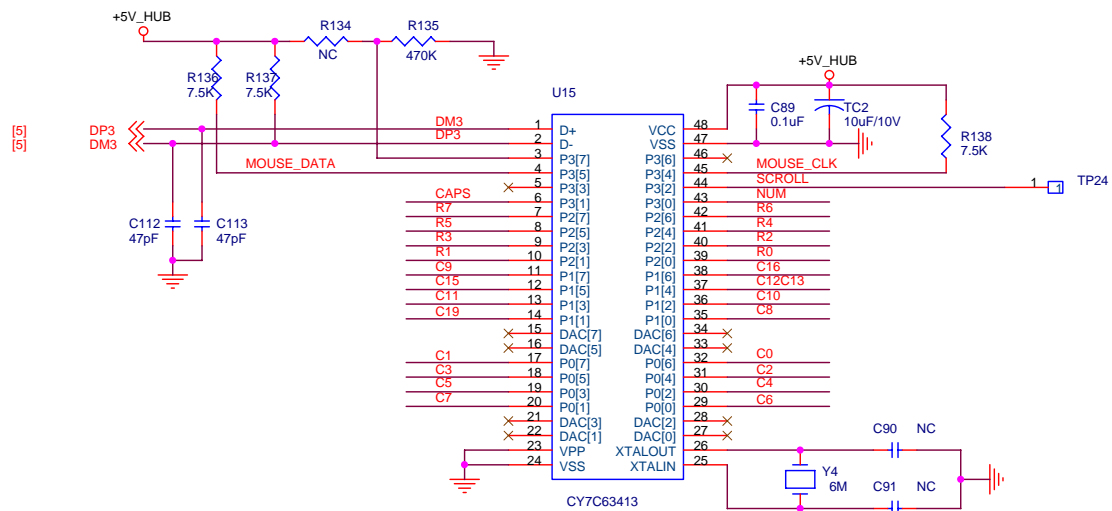 +5V_HUB
R134
NC
R135
470K
R136
7.5K
R137
7.5K
[5] DP3
[5] DM3
DM3
DP3
MOUSE_DATA
C112
47pF
C113
47pF
U15
+5V_HUB
C89
0.1uF
TC2
10uF/10V
R138
7.5K
1 D+ VCC 48
2 D- VSS 47
3 P3[7] P3[6] 46
4 P3[5] P3[4] 45 MOUSE_CLK
5 P3[3] P3[2] 44 SCROLL 1 1 TP24
CAPS 6 P3[1] P3[0] 43 NUM
R7 7 P2[7] P2[6] 42 R6
R5 8 P2[5] P2[4] 41 R4
R3 9 P2[3] P2[2] 40 R2
R1 10 P2[1] P2[0] 39 R0
C9 11 P1[7] P1[6] 38 C16
C15 12 P1[5] P1[4] 37 C12C13
C11 13 P1[3] P1[2] 36 C10
C19 14 P1[1] P1[0] 35 C8
15 DAC[7] DAC[6] 34
16 DAC[5] DAC[4] 33
C1 17 P0[7] P0[6] 32 C0
C3 18 P0[5] P0[4] 31 C2
C5 19 P0[3] P0[2] 30 C4
C7 20 P0[1] P0[0] 29 C6
21 DAC[3] DAC[2] 28
22 DAC[1] DAC[0] 27
23 VPP XTALOUT 26
24 VSS XTALIN 25
C90 NC
Y4
6M
C91 NC
CY7C63413